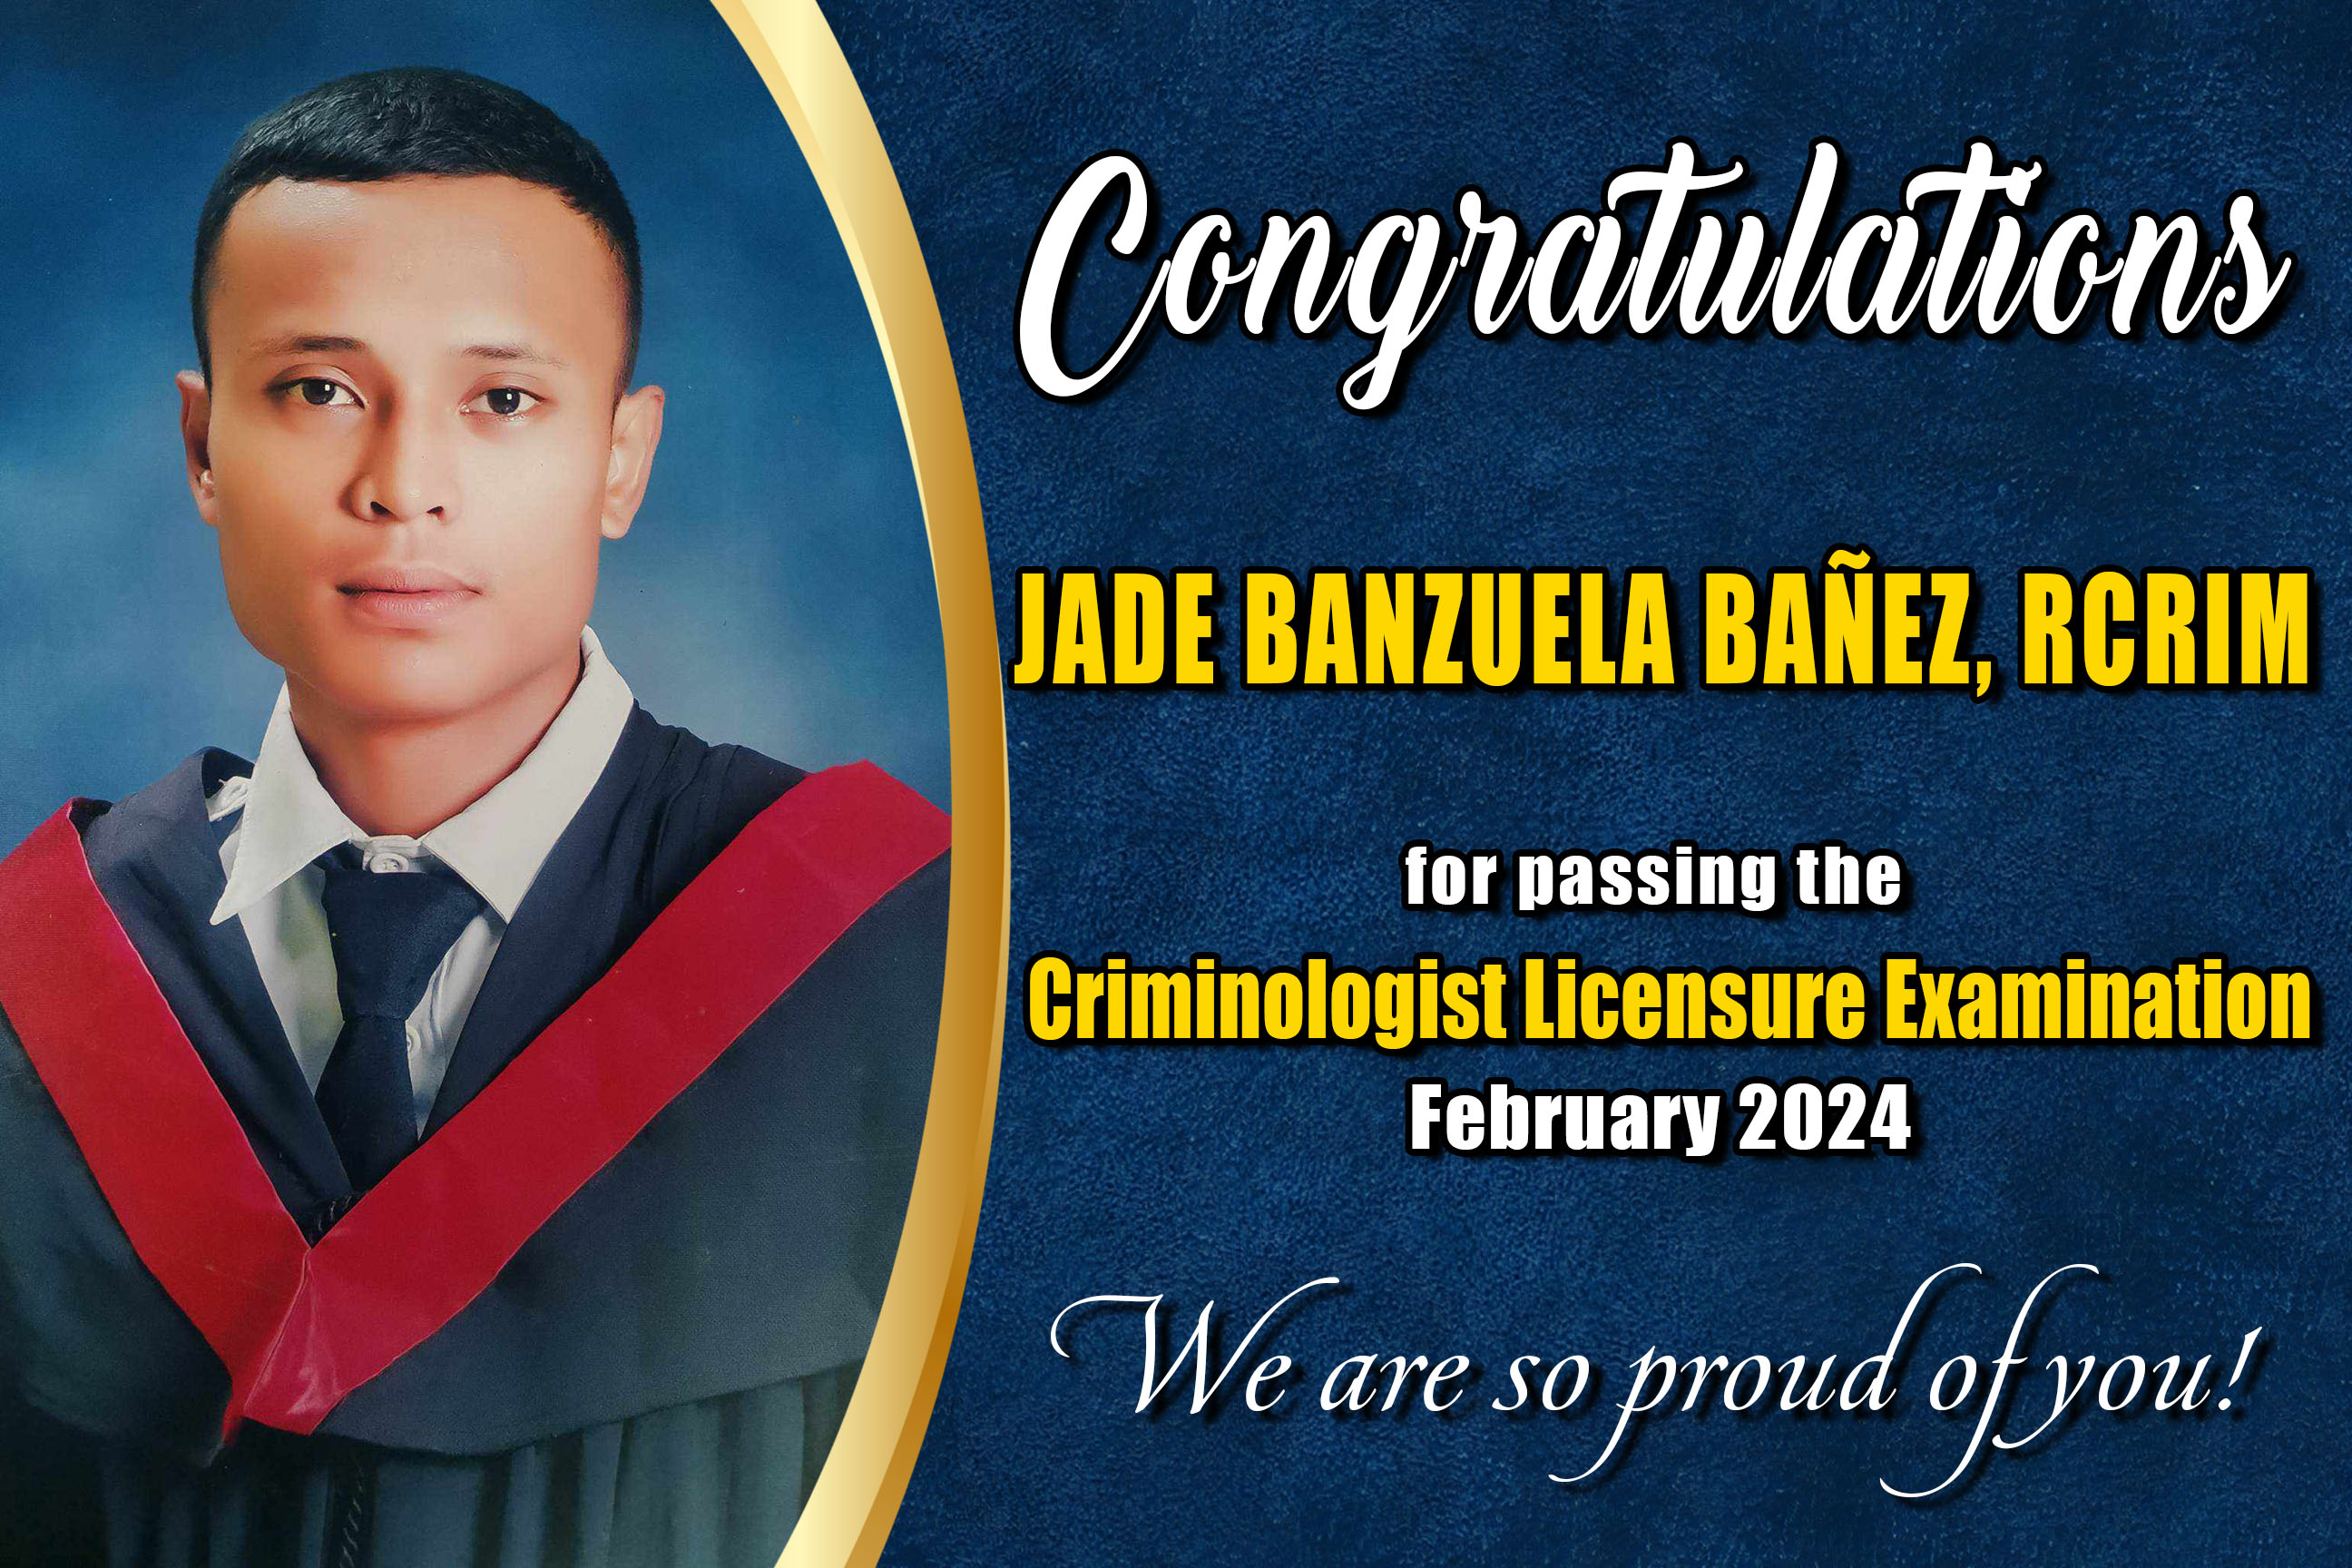 Congratulations
JADE BANZUELA BAÑEZ, RCRIM
for passing the
Criminologist Licensure Examination
February 2024
We are so proud of you!